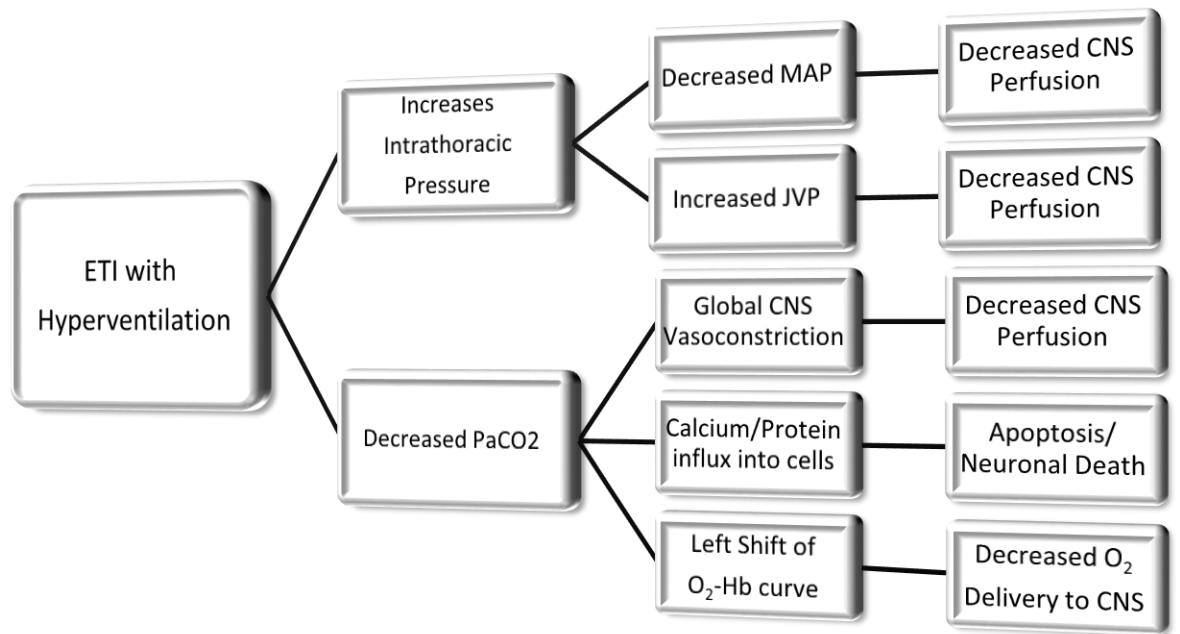 ETI with
Hyperventilation
Increases
Intrathoracic
Pressure
Decreased PaCO2
Decreased MAP
Increased JVP
Global CNS
Vasoconstriction
Calcium/Protein
influx into cells
Left Shift of
O₂-Hb curve
Decreased CNS
Perfusion
Decreased CNS
Perfusion
Decreased CNS
Perfusion
Apoptosis/
Neuronal Death
Decreased O₂
Delivery to CNS